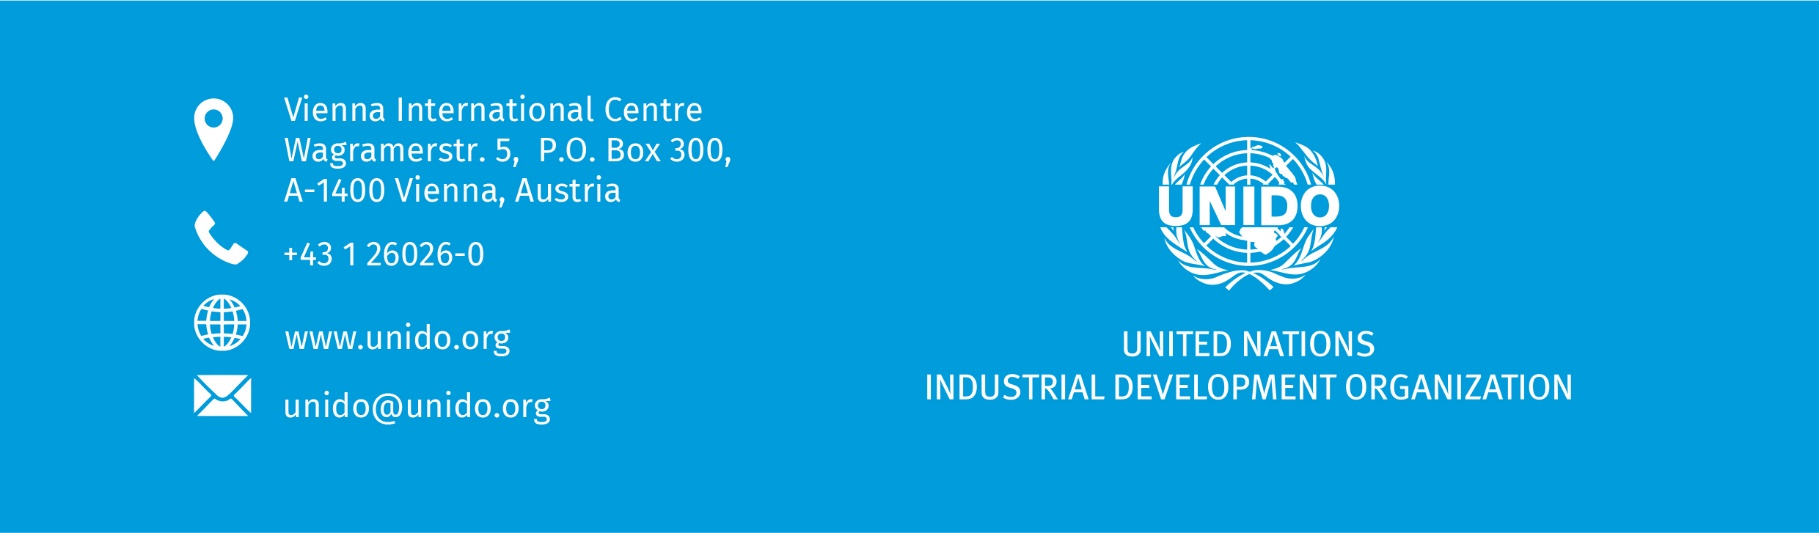 Vienna International Centre
Wagramerstr. 5,  P.O. Box 300,
A-1400 Vienna, Austria
+43 1 26026-0
www.unido.org
unido@unido.org
UNIDO
UNITED NATIONS
INDUSTRIAL DEVELOPMENT ORGANIZATION